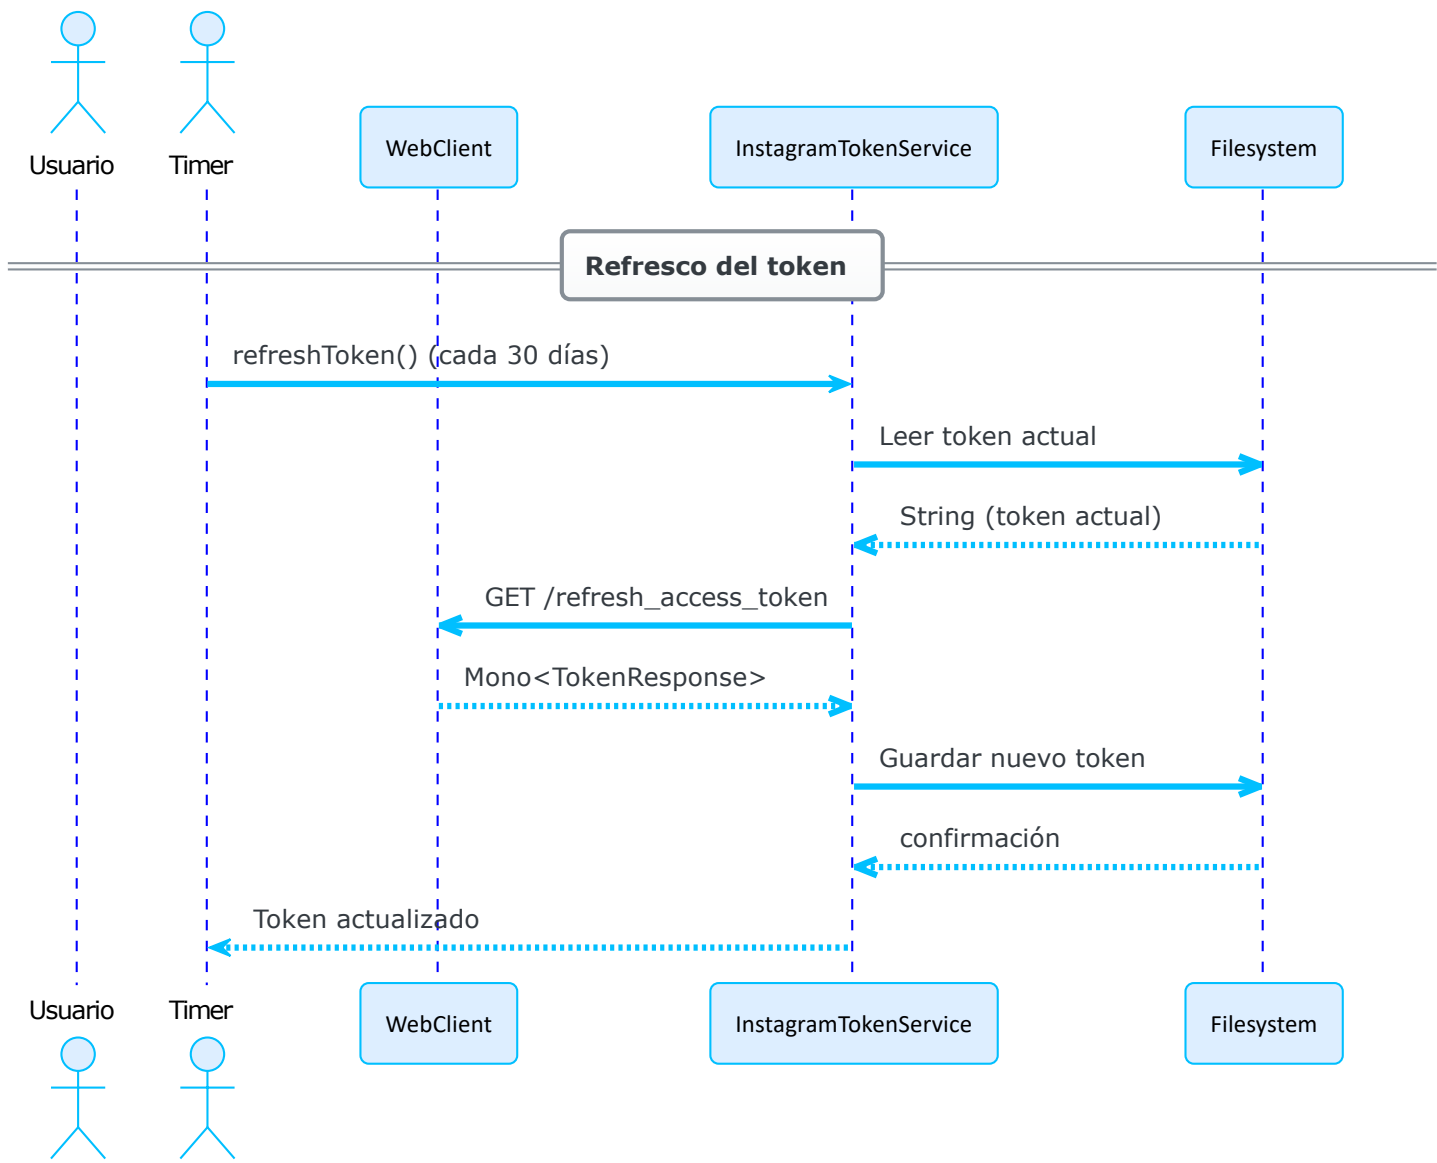 Usuario
Timer
WebClient
InstagramTokenService
Filesystem
Refresco del token
refreshToken() (cada 30 días)
Leer token actual
String (token actual)
GET /refresh_access_token
Mono<TokenResponse>
Guardar nuevo token
confirmación
Token actualizado
Usuario
Timer
WebClient
InstagramTokenService
Filesystem